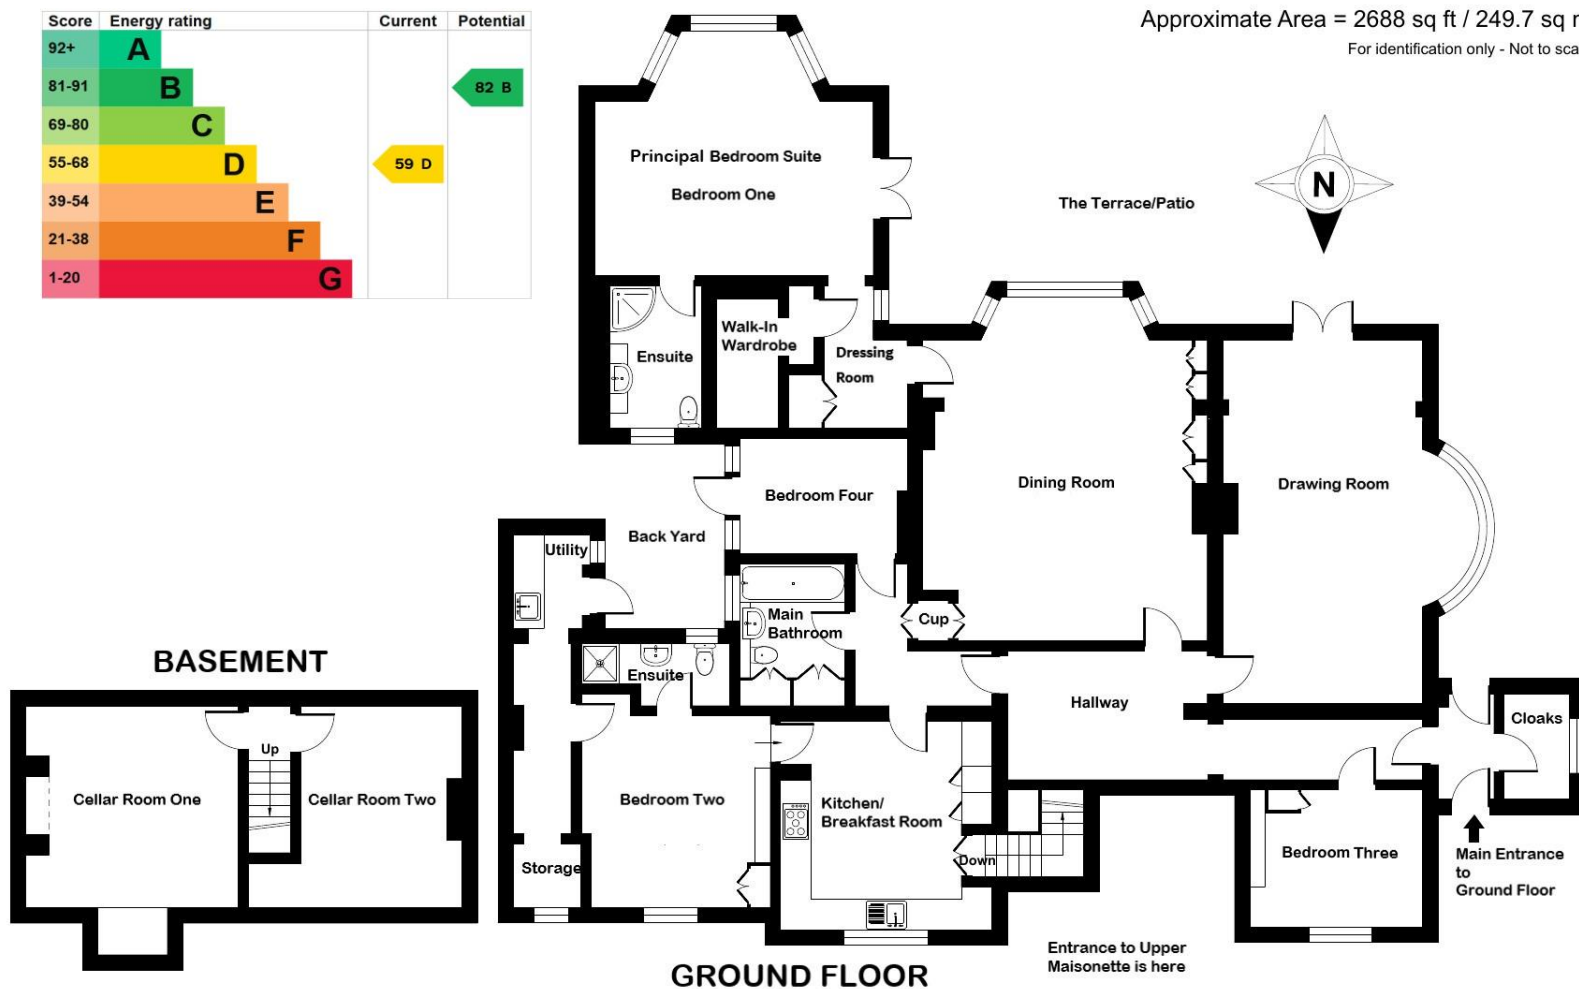 Score Energy rating Current Potential
92+ A
81-91 B 82 B
69-80 C
55-68 D 59 D
39-54 E
21-38 F
1-20 G
Approximate Area = 2688 sq ft / 249.7 sq
For identification only - Not to sca
N
Principal Bedroom Suite
Bedroom One
The Terrace/Patio
Ensuite
Walk-In
Wardrobe
Dressing
Room
Dining Room
Drawing Room
Bedroom Four
Back Yard
Utility
Main
Bathroom
Cup
Ensuite
Hallway
Cloaks
Bedroom Two
Kitchen/
Breakfast Room
Down
Storage
Bedroom Three
Main Entrance
to
Ground Floor
Entrance to Upper
Maisonette is here
GROUND FLOOR
BASEMENT
Up
Cellar Room One
Cellar Room Two